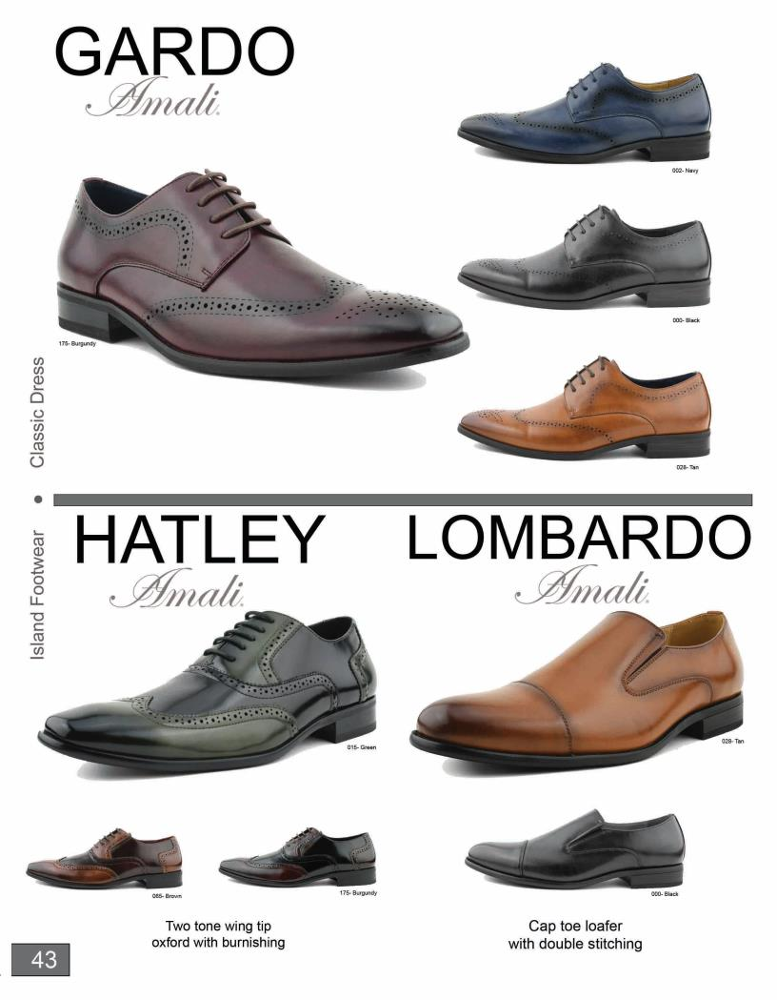 GARDO
Amali®
002- Navy
175- Burgundy
000- Black
028- Tan
Classic Dress
Island Footwear
HATLEY
Amali®
015- Green
065- Brown
175- Burgundy
Two tone wing tip
oxford with burnishing
LOMBARDO
Amali®
028- Tan
000- Black
Cap toe loafer
with double stitching
43